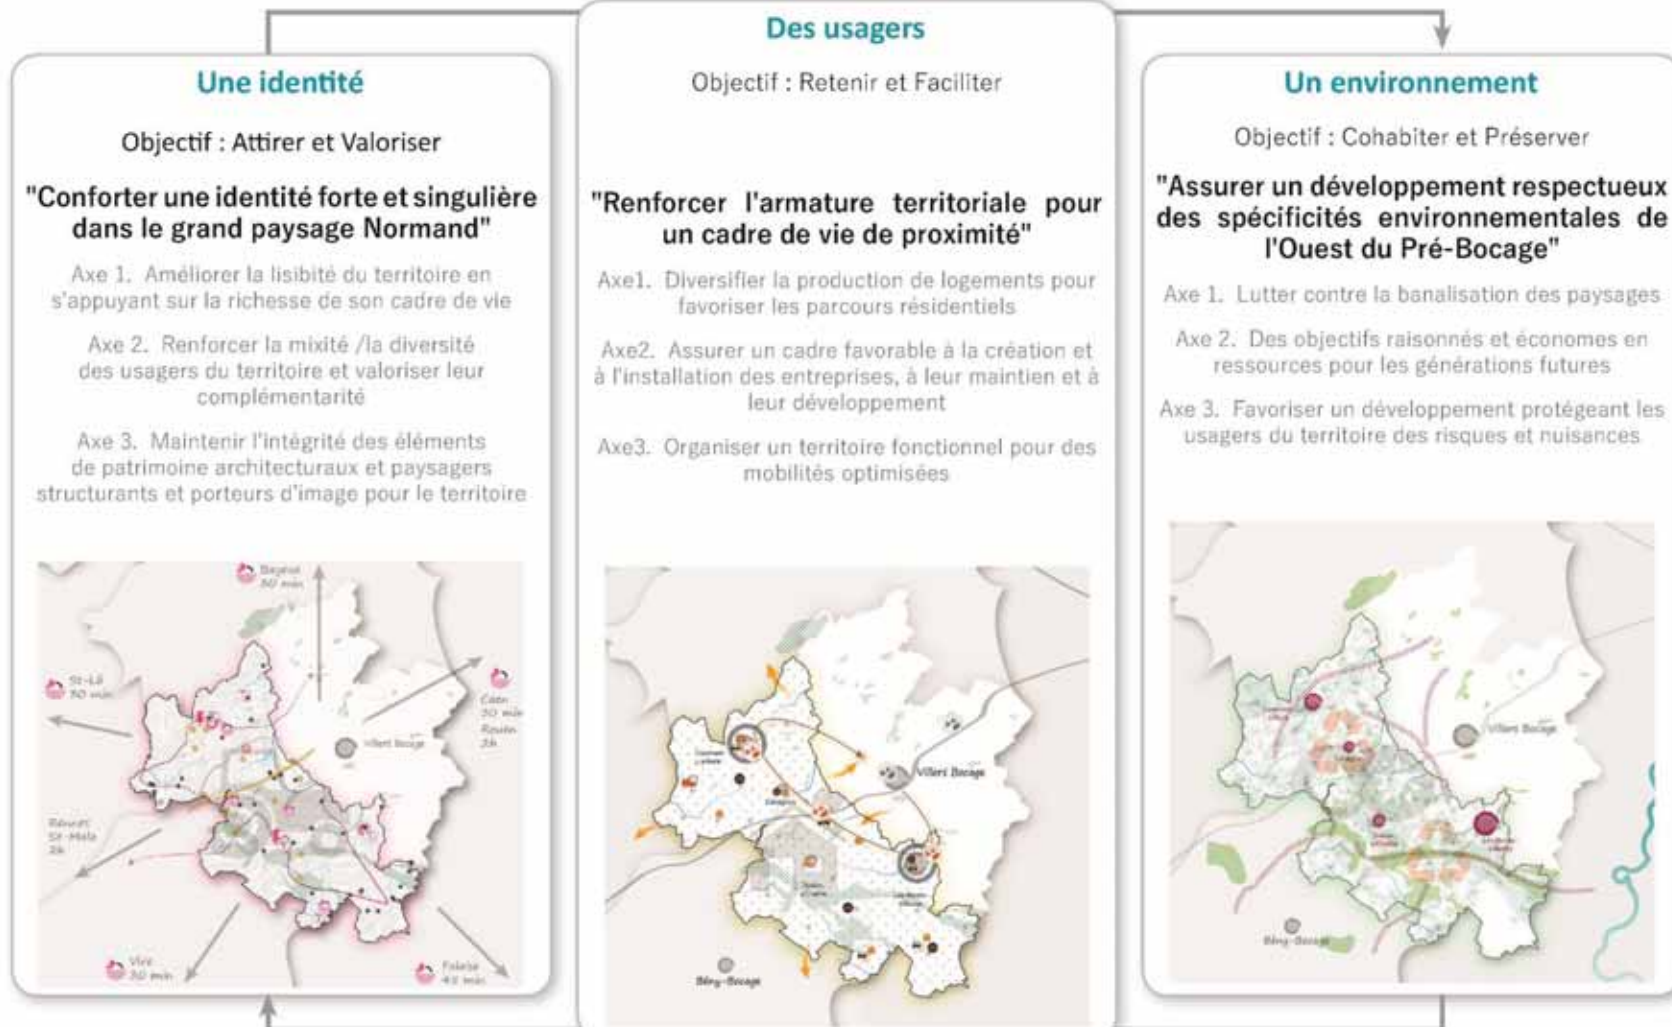 Une identité
Objectif : Attirer et Valoriser
"Conforter une identité forte et singulière
dans le grand paysage Normand"
Axe 1. Améliorer la lisibité du territoire en
s'appuyant sur la richesse de son cadre de vie
Axe 2. Renforcer la mixité /la diversité
des usagers du territoire et valoriser leur
complémentarité
Axe 3. Maintenir l'intégrité des éléments
de patrimoine architecturaux et paysagers
structurants et porteurs d'image pour le territoire
Bayeux
30 min
St-Lô
30 min
Caen
30 min
Rouen
2h
Villers Bocage
Rennes
St-Malo
2h
Vire
30 min
Falaise
45 min
Des usagers
Objectif : Retenir et Faciliter
"Renforcer l'armature territoriale pour
un cadre de vie de proximité"
Axe1. Diversifier la production de logements pour
favoriser les parcours résidentiels
Axe2. Assurer un cadre favorable à la création et
à l'installation des entreprises, à leur maintien et à
leur développement
Axe3. Organiser un territoire fonctionnel pour des
mobilités optimisées
Villers Bocage
Bény-Bocage
Un environnement
Objectif : Cohabiter et Préserver
"Assurer un développement respectueux
des spécificités environnementales de
l'Ouest du Pré-Bocage"
Axe 1. Lutter contre la banalisation des paysages
Axe 2. Des objectifs raisonnés et économes en
ressources pour les générations futures
Axe 3. Favoriser un développement protégeant les
usagers du territoire des risques et nuisances
Villers Bocage
Bény-Bocage